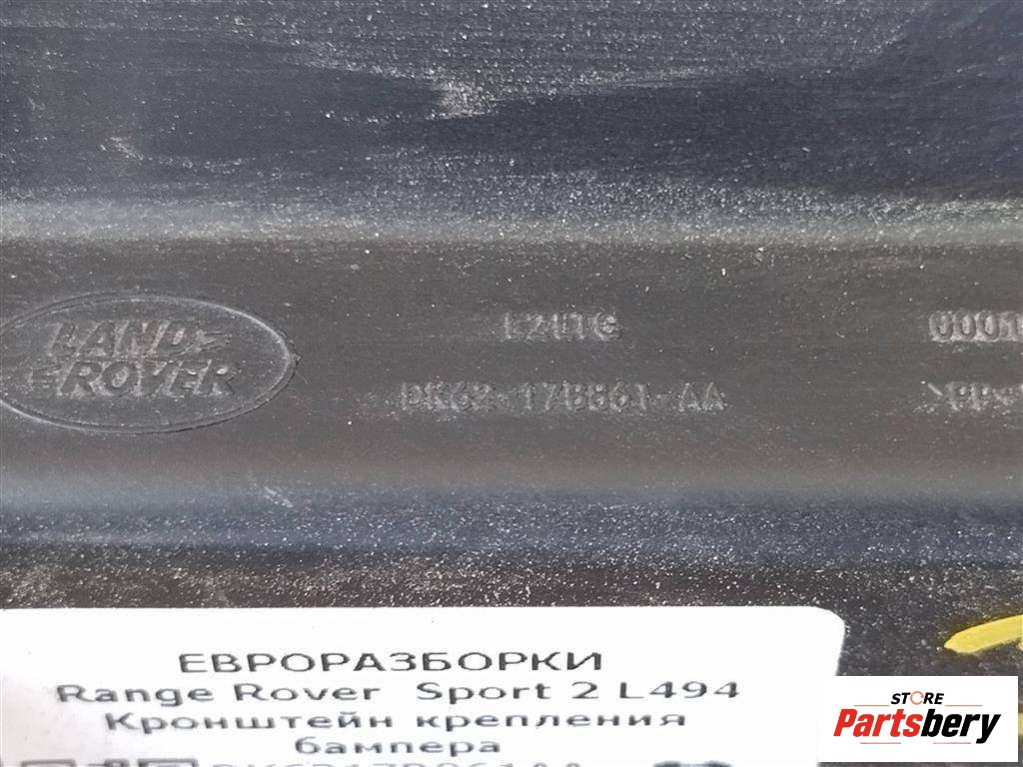 LAND
ROVER
DK62-17B861-AA
ЕВРОРАЗБОРКИ
Range Rover Sport 2 L494
Кронштейн крепления
бампера
STORE
Partsbery